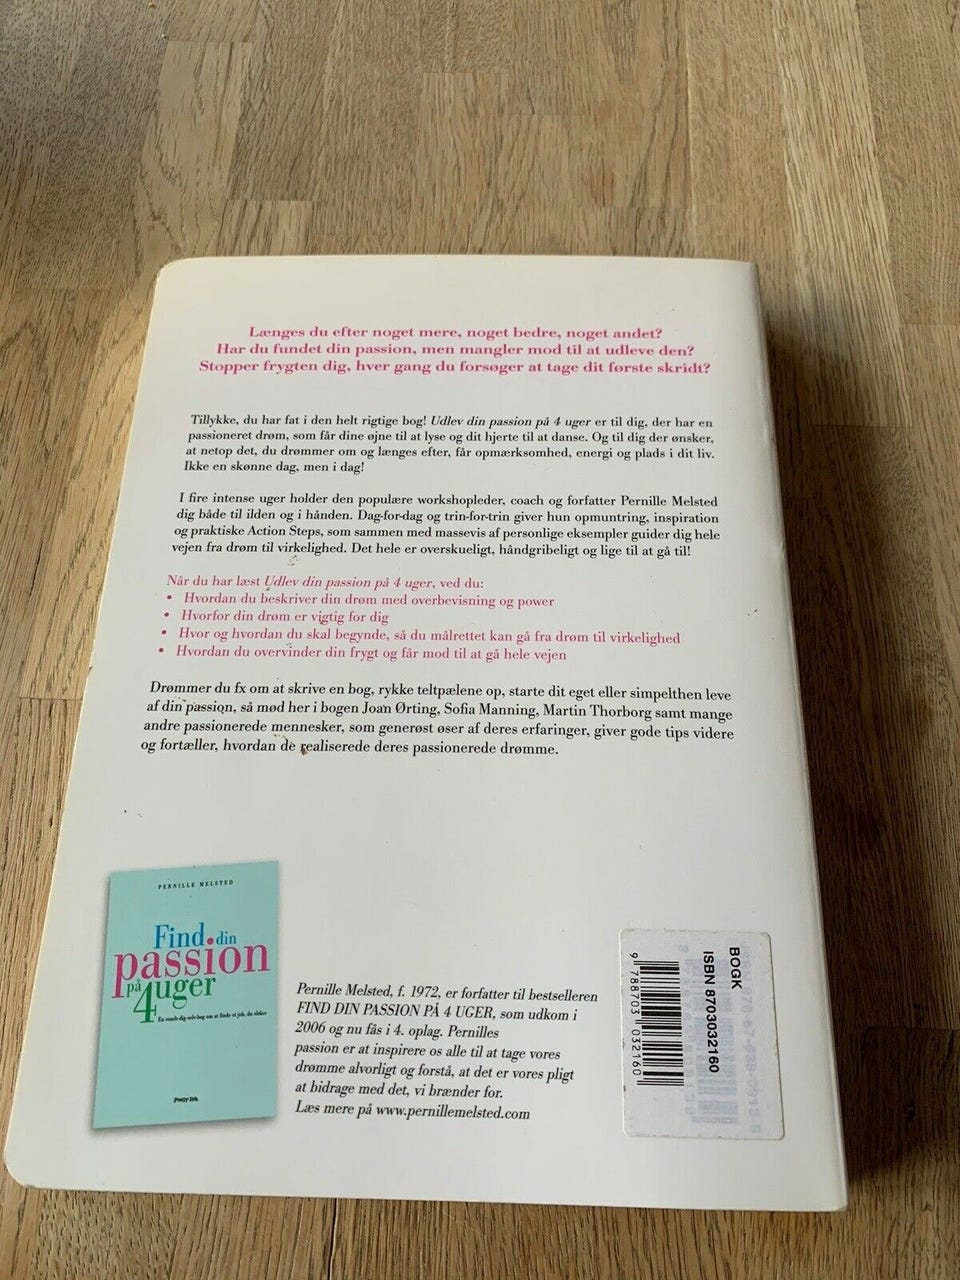 Længes du efter noget mere, noget bedre, noget andet?
Har du fundet din passion, men mangler mod til at udleve den?
Stopper frygten dig, hver gang du forsøger at tage dit første skridt?
Tillykke, du har fat i den helt rigtige bog! Udlev din passion på 4 uger er til dig, der har en
passioneret drøm, som får dine øjne til at lyse og dit hjerte til at danse. Og til dig der ønsker,
at netop det, du drømmer om og længes efter, får opmærksomhed, energi og plads i dit liv.
Ikke en skønne dag, men i dag!
I fire intense uger holder den populære workshopleder, coach og forfatter Pernille Melsted
dig både til ilden og i hånden. Dag-for-dag og trin-for-trin giver hun opmuntring, inspiration
og praktiske Action Steps, som sammen med massevis af personlige eksempler guider dig hele
vejen fra drøm til virkelighed. Det hele er overskueligt, håndgribeligt og lige til at gå til!
Når du har læst Udlev din passion på 4 uger, ved du:
• Hvordan du beskriver din drøm med overbevisning og power
• Hvorfor din drøm er vigtig for dig
• Hvor og hvordan du skal begynde, så du målrettet kan gå fra drøm til virkelighed
• Hvordan du overvinder din frygt og får mod til at gå hele vejen
Drømmer du fx om at skrive en bog, rykke teltpælene op, starte dit eget eller simpelthen leve
af din passion, så mød her i bogen Joan Ørting, Sofia Manning, Martin Thorborg samt mange
andre passionerede mennesker, som generøst øser af deres erfaringer, giver gode tips videre
og fortæller, hvordan de realiserede deres passionerede drømme.
PERNILLE MELSTED
Find din
passion
på
4 uger
En coach-dig-selv-bog om at finde et job, du elsker
Pretty Ink
Pernille Melsted, f. 1972, er forfatter til bestselleren
FIND DIN PASSION PÅ 4 UGER, som udkom i
2006 og nu fås i 4. oplag. Pernilles
passion er at inspirere os alle til at tage vores
drømme alvorligt og forstå, at det er vores pligt
at bidrage med det, vi brænder for.
Læs mere på www.pernillemelsted.com
BOGK
ISBN 8703032160
9 788703 032160